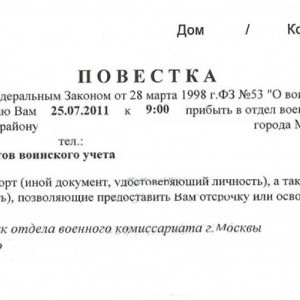 Дом / Ко
ПОВЕСТКА
деральным Законом от 28 марта 1998 г.ФЗ №53 "О вои
ю Вам 25.07.2011 к 9:00 прибыть в отдел воен
району города М
тел.:
тов воинского учета
орт (иной документ, удостоверяющий личность), а так
ть), позволяющие предоставить Вам отсрочку или осво
к отдела военного комиссариата г.Москвы